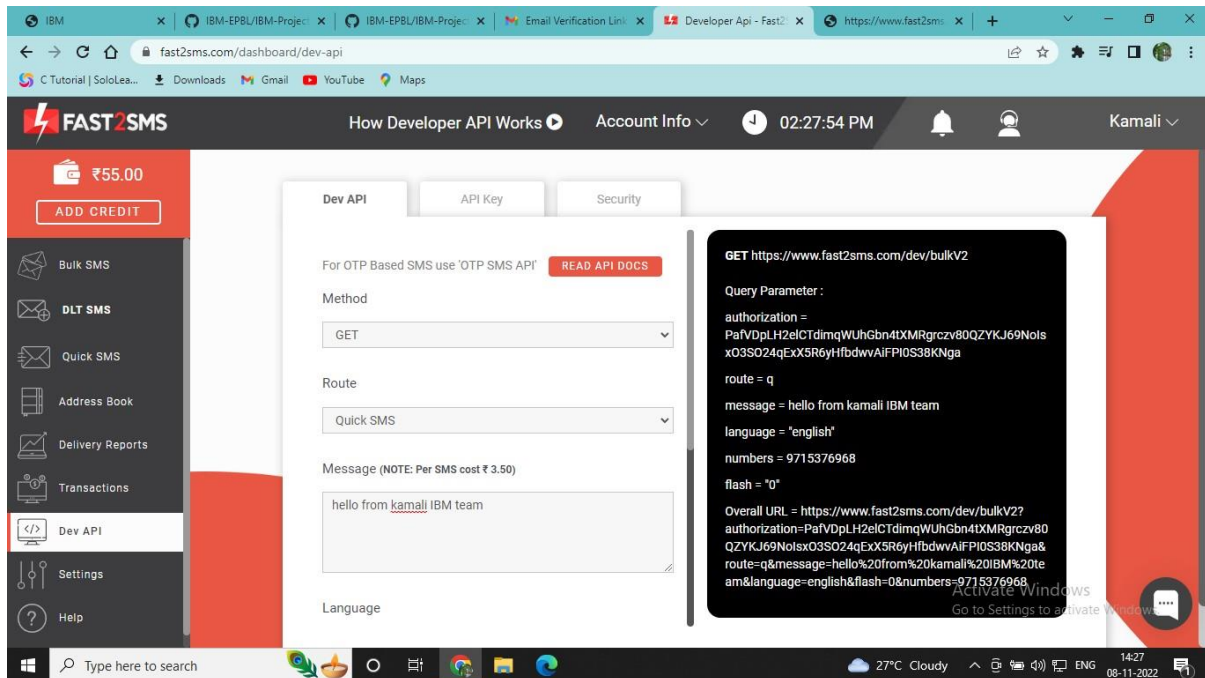 IBM
IBM-EPBL/IBM-Project
IBM-EPBL/IBM-Project
Email Verification Link
Developer Api - Fast2S
https://www.fast2sms.
fast2sms.com/dashboard/dev-api
C Tutorial | SoloLea...
Downloads
Gmail
YouTube
Maps
FAST2SMS
How Developer API Works
Account Info
02:27:54 PM
Kamali
₹55.00
ADD CREDIT
Bulk SMS
DLT SMS
Quick SMS
Address Book
Delivery Reports
Transactions
Dev API
Settings
Help
Dev API
API Key
Security
For OTP Based SMS use 'OTP SMS API'
READ API DOCS
Method
GET
Route
Quick SMS
Message (NOTE: Per SMS cost ₹ 3.50)
hello from kamali IBM team
Language
GET https://www.fast2sms.com/dev/bulkV2
Query Parameter :
authorization =
PafVDpLH2elCTdimqWUhGbn4tXMRgrczv80QZYKJ69NoIs
xO3SO24qExX5R6yHfbdwvAiFPI0S38KNga
route = q
message = hello from kamali IBM team
language = "english"
numbers = 9715376968
flash = "0"
Overall URL = https://www.fast2sms.com/dev/bulkV2?
authorization=PafVDpLH2elCTdimqWUhGbn4tXMRgrczv80
QZYKJ69NoIsxO3SO24qExX5R6yHfbdwvAiFPI0S38KNga&
route=q&message=hello%20from%20kamali%20IBM%20te
am&language=english&flash=0&numbers=9715376968
Activate Windows
Go to Settings to activate Windows.
Type here to search
27°C Cloudy
ENG
14:27
08-11-2022